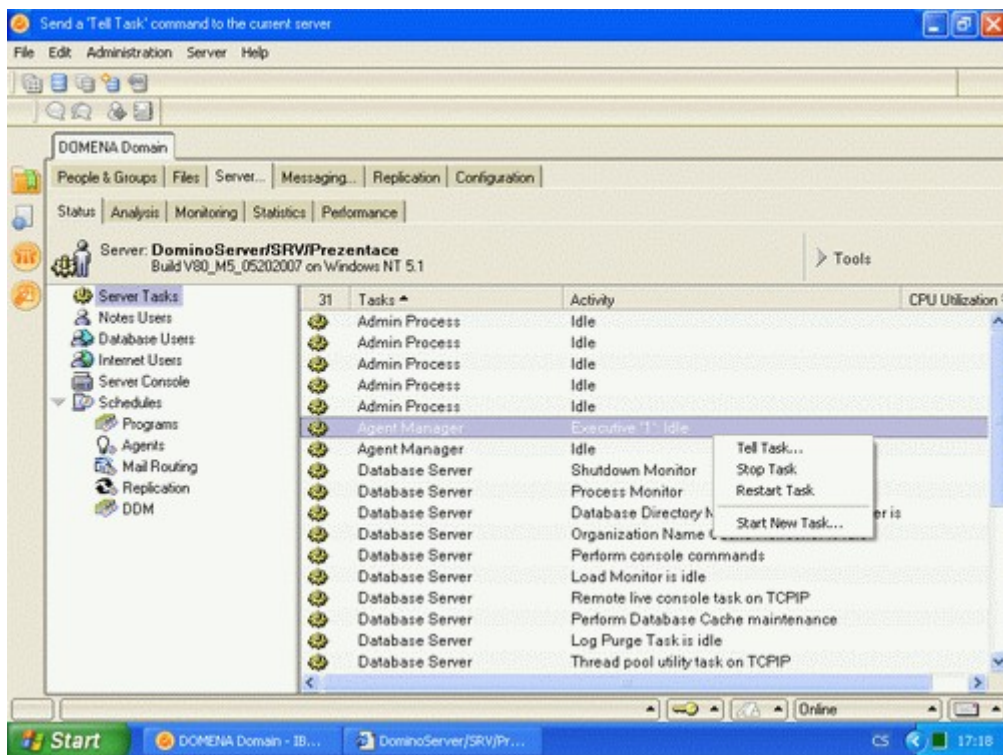 Send a 'Tell Task' command to the current server
File Edit Administration Server Help
DOMENA Domain
People & Groups Files Server... Messaging... Replication Configuration
Status Analysis Monitoring Statistics Performance
Server: DominoServer/SRV/Prezentace
Build V80_M5_05202007 on Windows NT 5.1
Tools
Server Tasks
Notes Users
Database Users
Internet Users
Server Console
Schedules
Programs
Agents
Mail Routing
Replication
DDM
31 Tasks Activity CPU Utilization
Admin Process Idle
Admin Process Idle
Admin Process Idle
Admin Process Idle
Admin Process Idle
Agent Manager Executive '1': Idle
Agent Manager Idle
Database Server Shutdown Monitor
Database Server Process Monitor
Database Server Database Directory er is
Database Server Organization Name
Database Server Perform console commands
Database Server Load Monitor is idle
Database Server Remote live console task on TCPIP
Database Server Perform Database Cache maintenance
Database Server Log Purge Task is idle
Database Server Thread pool utility task on TCPIP
Tell Task...
Stop Task
Restart Task
Start New Task...
Online
Start DOMENA Domain - IB... DominoServer/SRV/Pr... CS 17:18